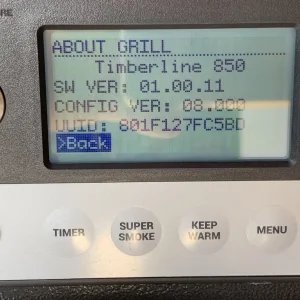 RE
ABOUT GRILL
Timberline 850
SW VER: 01.00.11
CONFIG VER: 08.000
UUID: 801F127FC5BD
>Back
TIMER
SUPER
SMOKE
KEEP
WARM
MENU